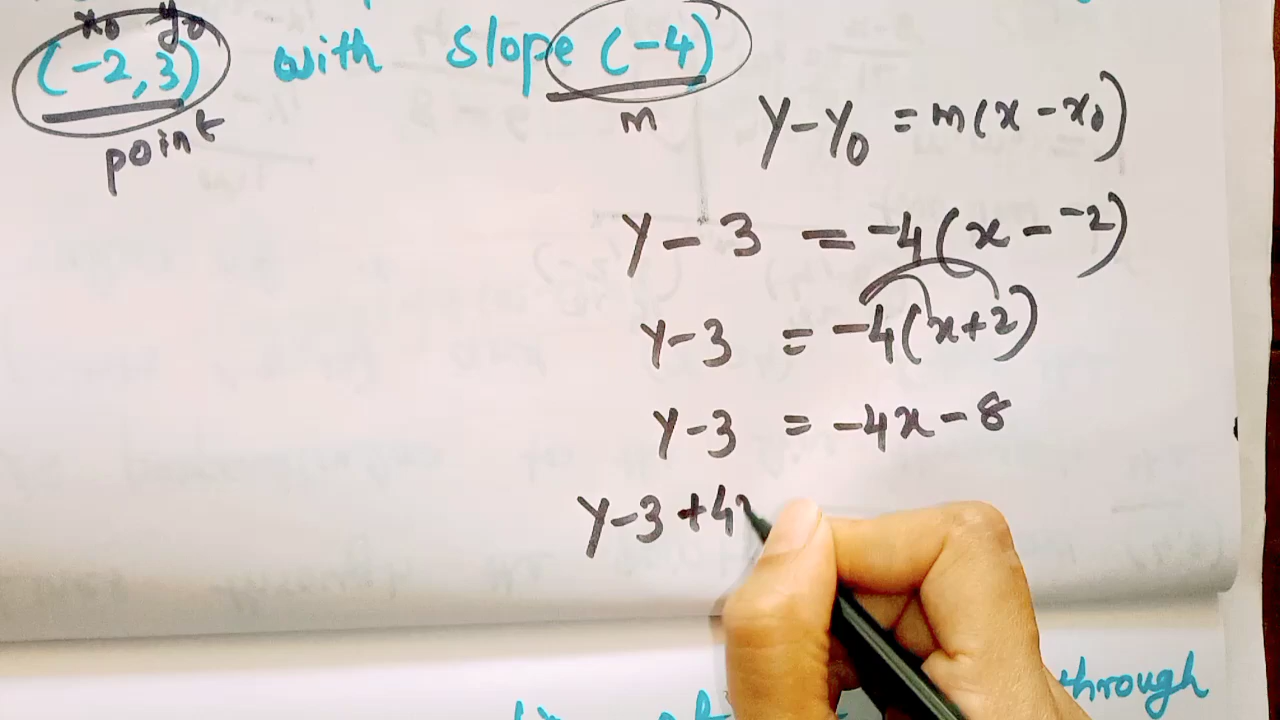 x₀ y₀
(-2, 3) with slope (-4)
point
m
y - y₀ = m(x - x₀)
y - 3 = -4(x - -2)
y - 3 = -4(x+2)
y - 3 = -4x - 8
y - 3 + 4x
through